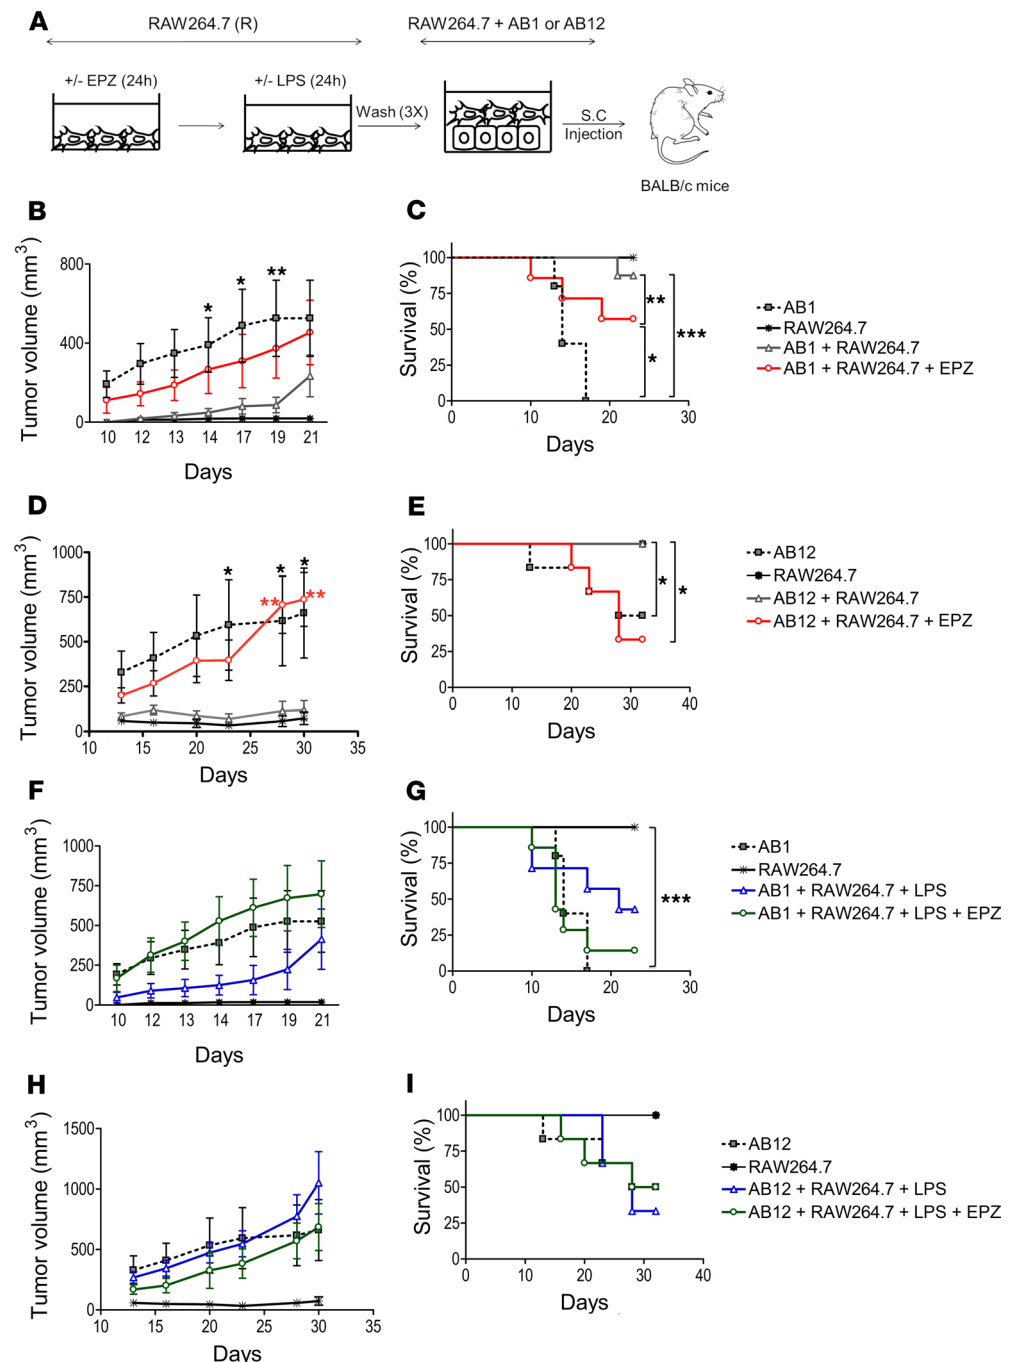 A
RAW264.7 (R)
RAW264.7 + AB1 or AB12
+/- EPZ (24h)
+/- LPS (24h)
Wash (3X)
S.C
Injection
BALB/c mice
B
Tumor volume (mm3)
800
400
0
* * **
10 12 13 14 17 19 21
Days
C
Survival (%)
100
75
50
25
0
0 10 20 30
Days
**
*
***
AB1
RAW264.7
AB1 + RAW264.7
AB1 + RAW264.7 + EPZ
D
Tumor volume (mm3)
1000
750
500
250
0
* * *
** **
10 15 20 25 30 35
Days
E
Survival (%)
100
75
50
25
0
0 10 20 30 40
Days
* *
AB12
RAW264.7
AB12 + RAW264.7
AB12 + RAW264.7 + EPZ
F
Tumor volume (mm3)
1000
750
500
250
0
10 12 13 14 17 19 21
Days
G
Survival (%)
100
75
50
25
0
0 10 20 30
Days
***
AB1
RAW264.7
AB1 + RAW264.7 + LPS
AB1 + RAW264.7 + LPS + EPZ
H
Tumor volume (mm3)
1500
1000
500
0
10 15 20 25 30 35
Days
I
Survival (%)
100
75
50
25
0
0 10 20 30 40
Days
AB12
RAW264.7
AB12 + RAW264.7 + LPS
AB12 + RAW264.7 + LPS + EPZ